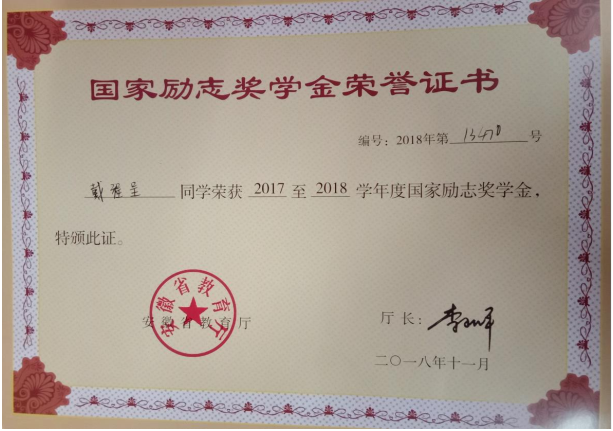 国家励志奖学金荣誉证书
编号：2018年第 号
戴 同学荣获 2017 至 2018 学年度国家励志奖学金，
特颁此证。
安徽省教育厅
安徽省教育厅
厅长：
二〇一八年十一月